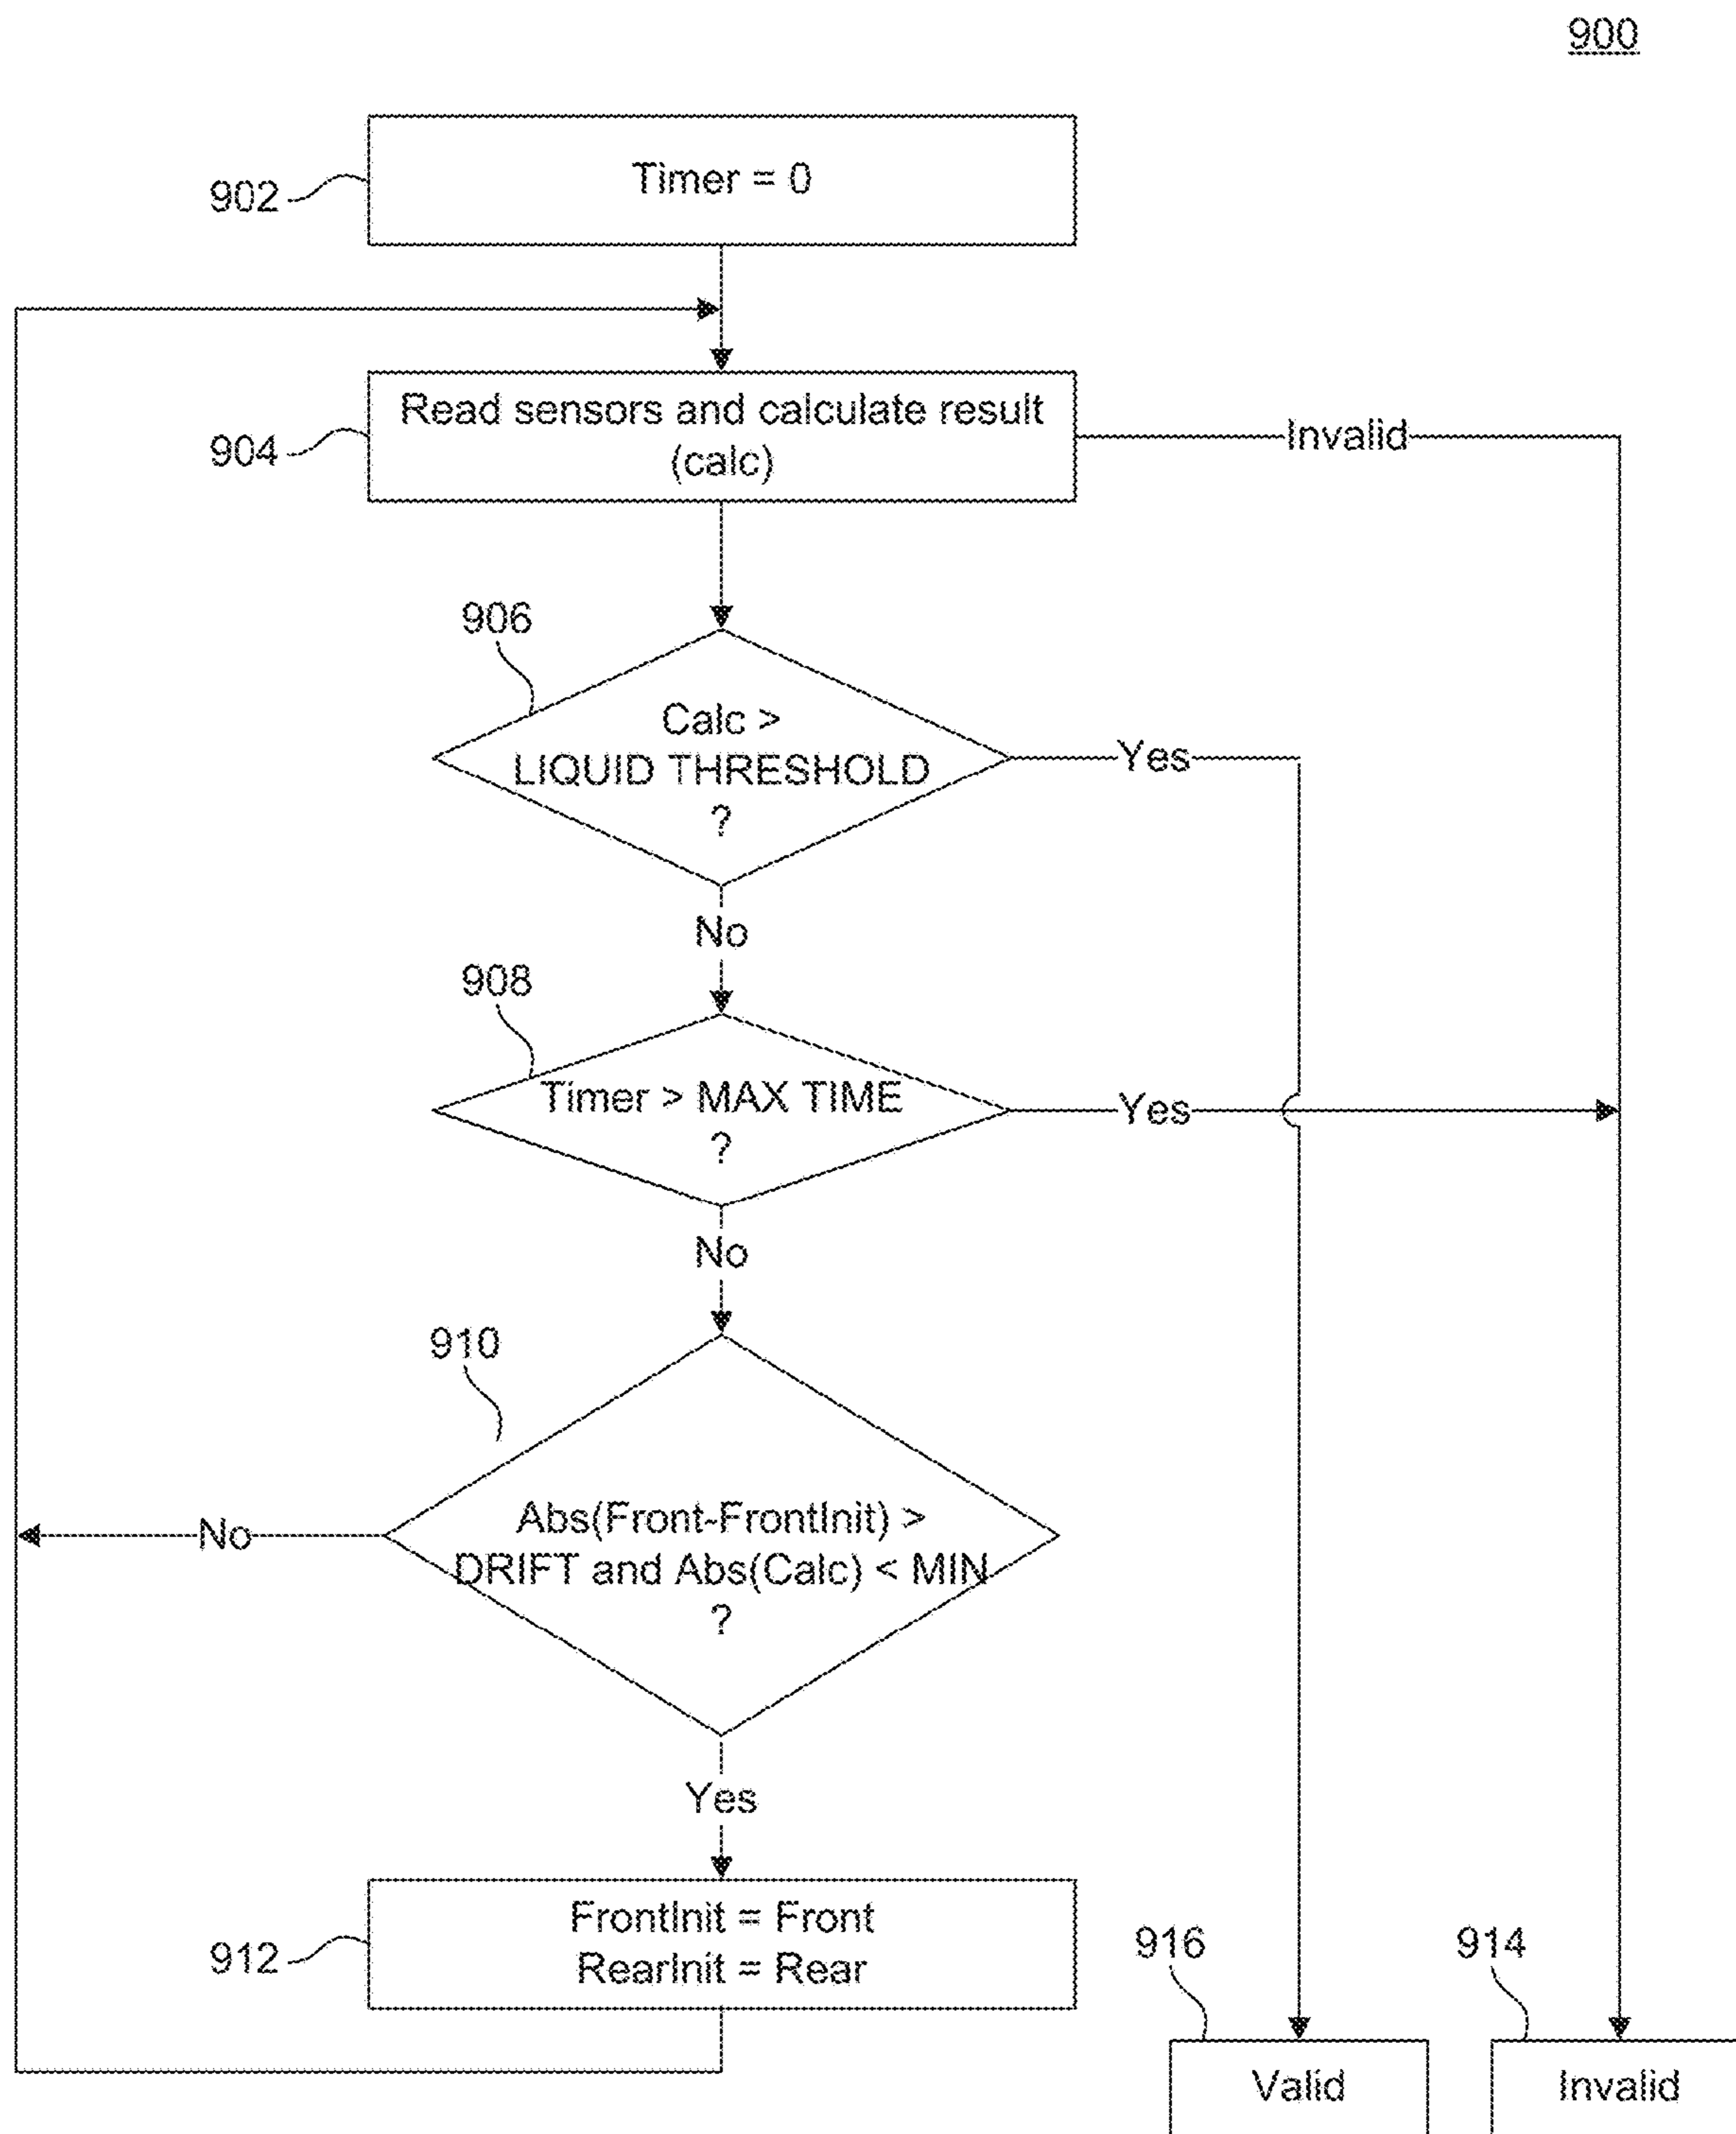 900
Timer = 0
902
Read sensors and calculate result
(calc)
904
Invalid
906
Calc >
LIQUID THRESHOLD
?
Yes
No
908
Timer > MAX TIME
?
Yes
No
910
Abs(Front-FrontInit) >
DRIFT and Abs(Calc) < MIN
?
No
Yes
FrontInit = Front
RearInit = Rear
912
916
914
Valid
Invalid